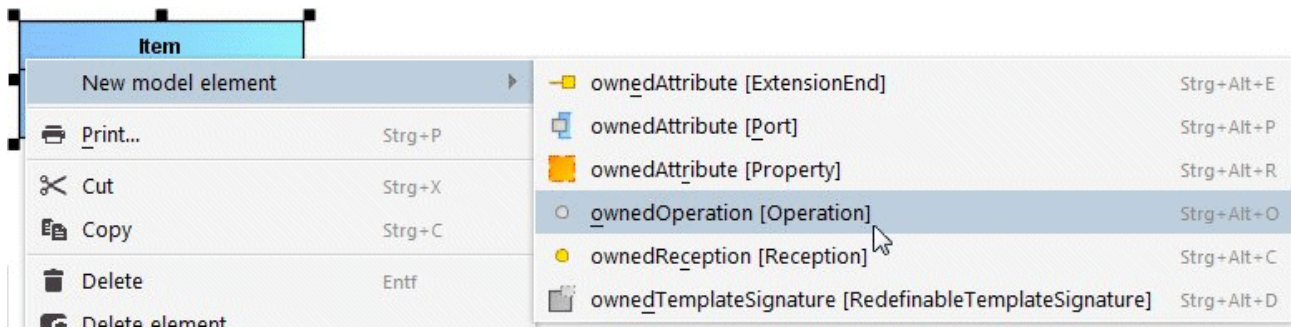 Item
New model element
Print... Strg+P
Cut Strg+X
Copy Strg+C
Delete Entf
Delete element
ownedAttribute [ExtensionEnd] Strg+Alt+E
ownedAttribute [Port] Strg+Alt+P
ownedAttribute [Property] Strg+Alt+R
ownedOperation [Operation] Strg+Alt+O
ownedReception [Reception] Strg+Alt+C
ownedTemplateSignature [RedefinableTemplateSignature] Strg+Alt+D